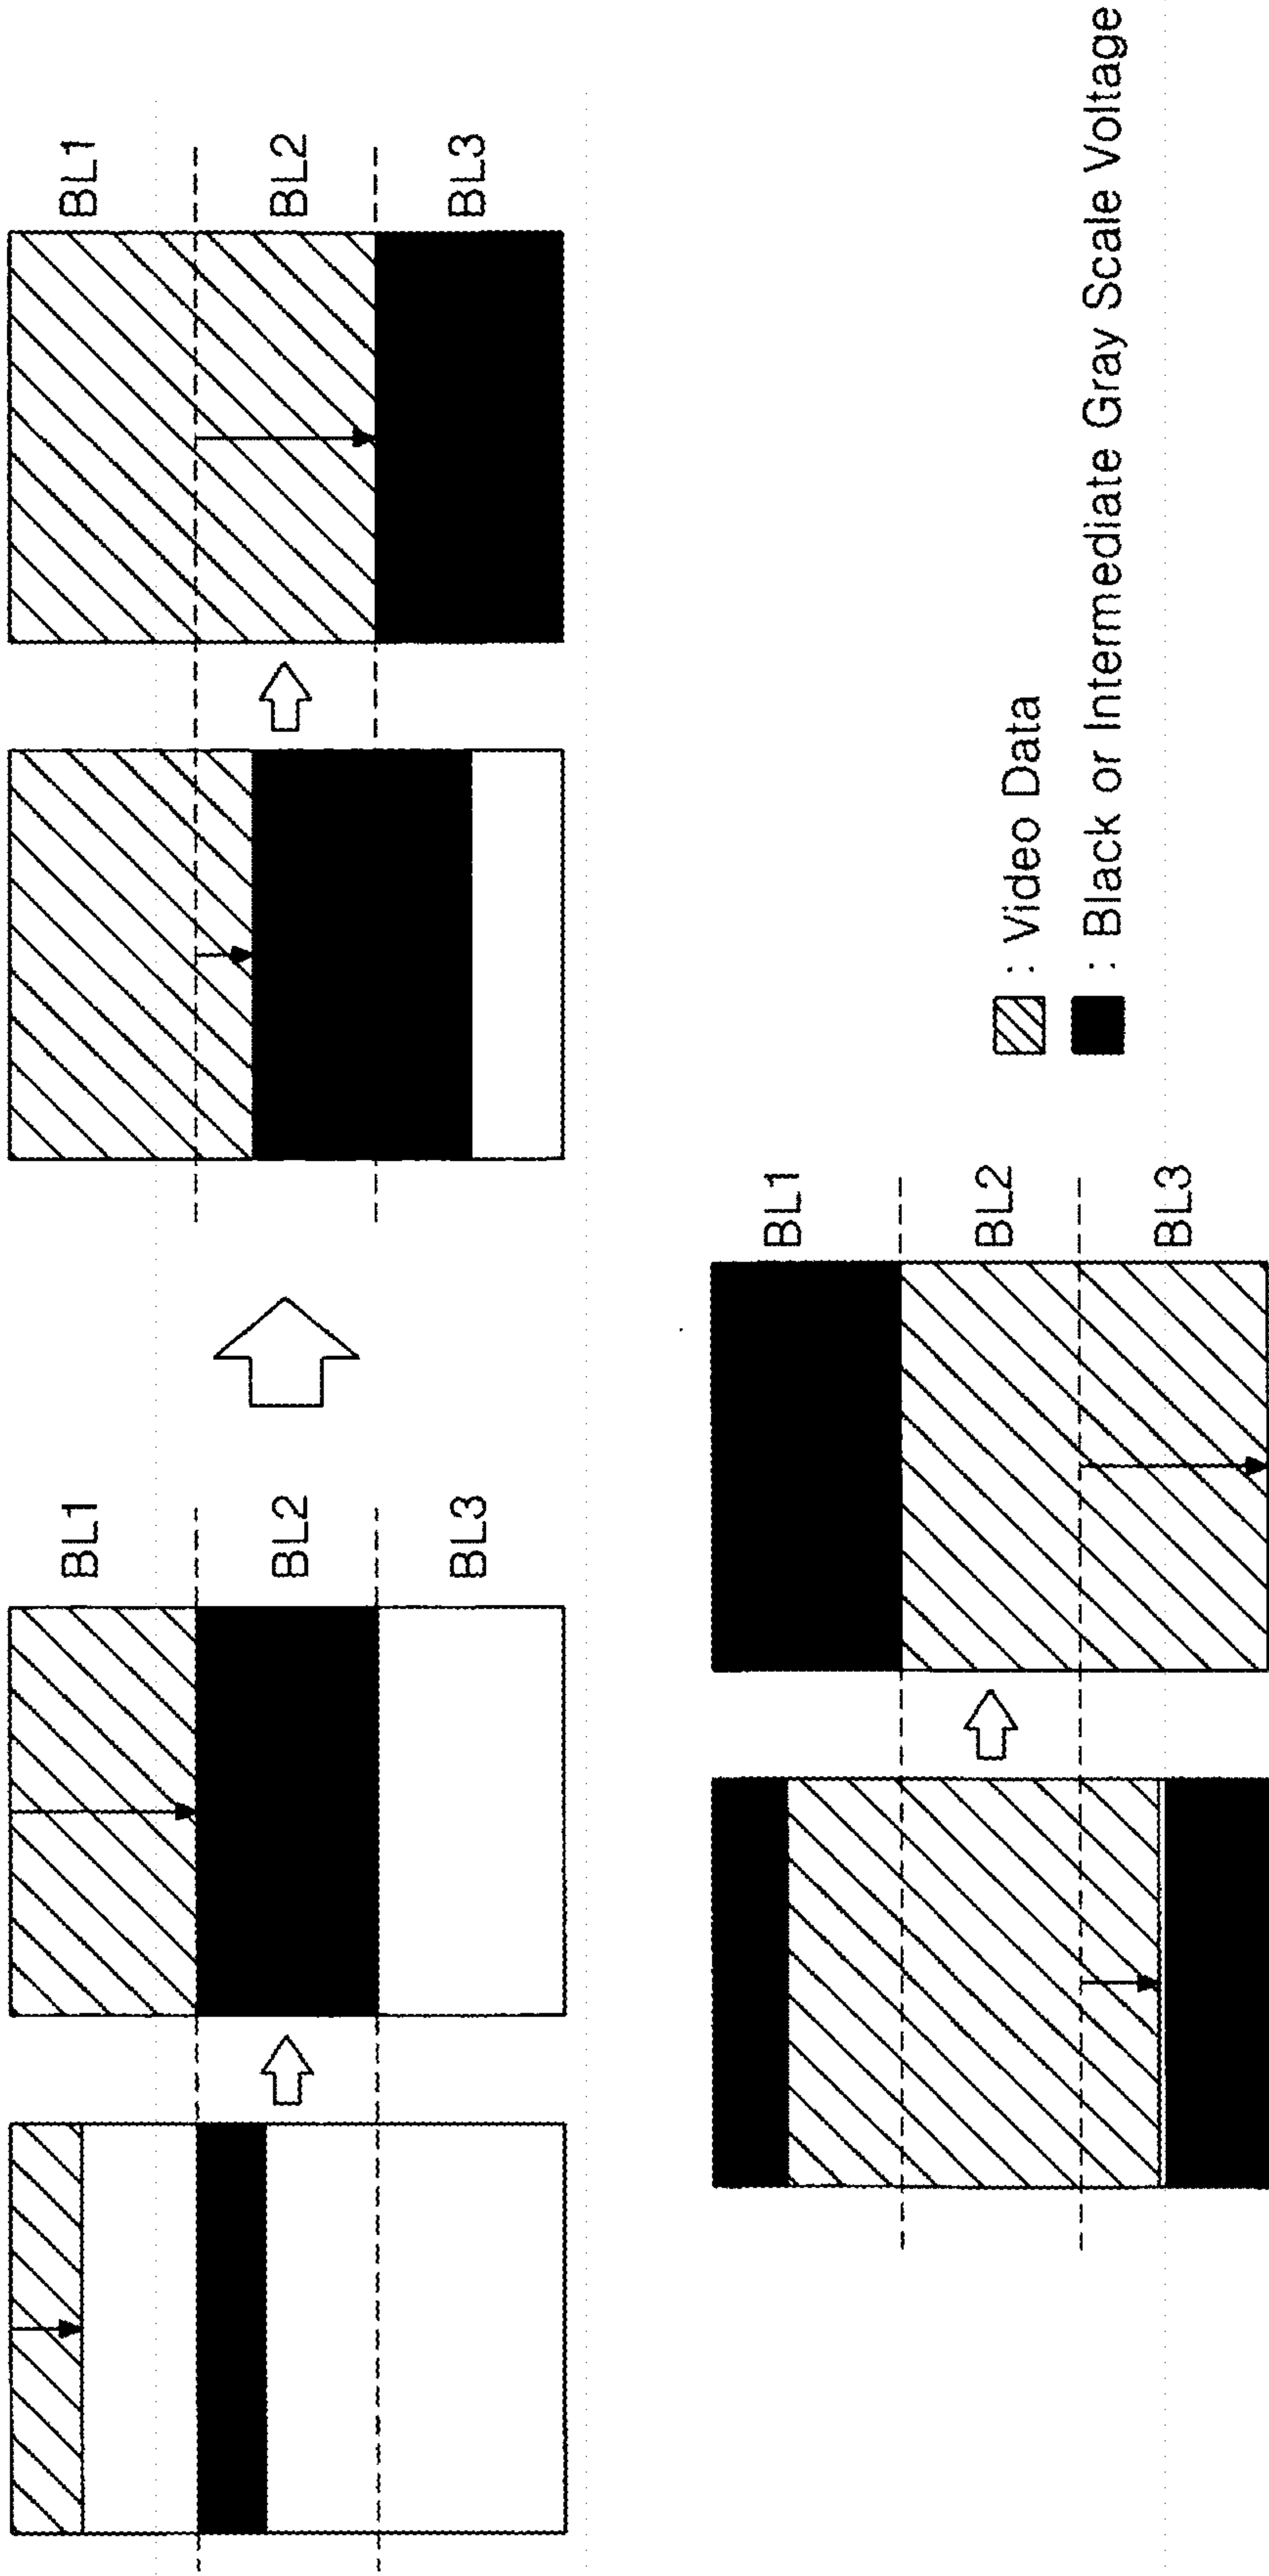 BL1
BL2
BL3
BL1
BL2
BL3
BL1
BL2
BL3
: Video Data
: Black or Intermediate Gray Scale Voltage